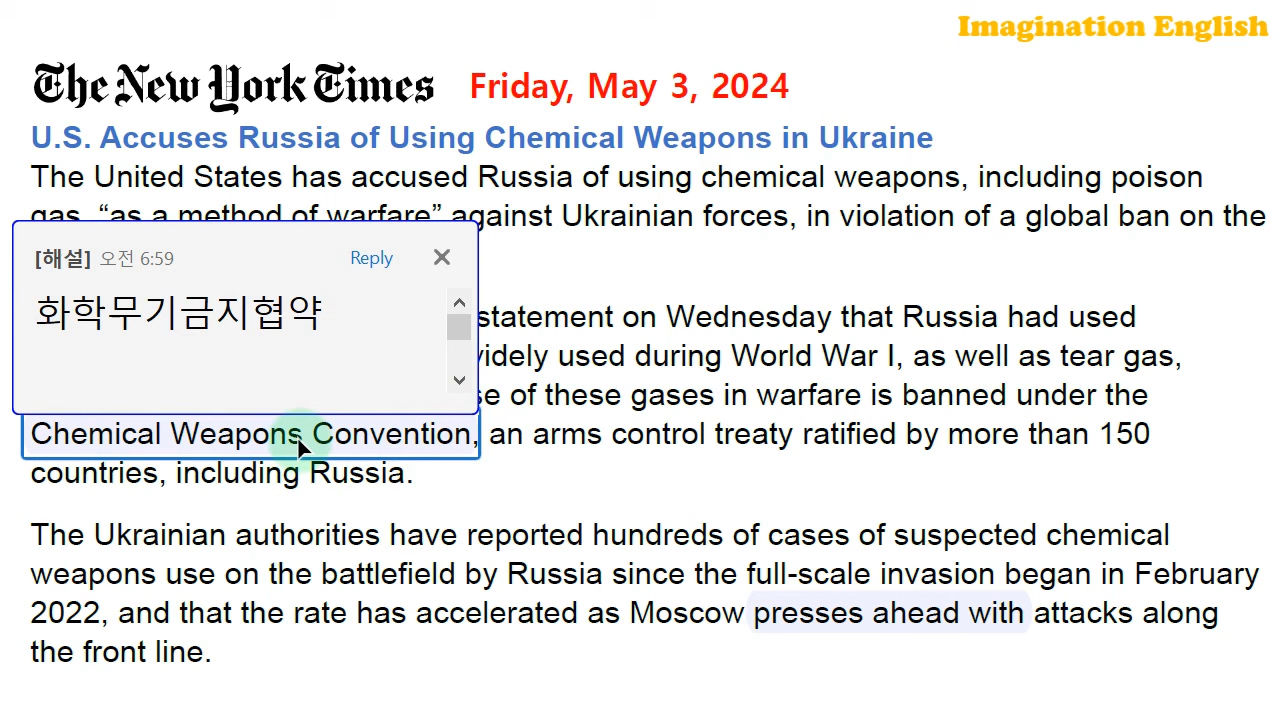 Imagination English
The New York Times Friday, May 3, 2024
U.S. Accuses Russia of Using Chemical Weapons in Ukraine
The United States has accused Russia of using chemical weapons, including poison
gas, “as a method of warfare” against Ukrainian forces, in violation of a global ban on the
[해설] 오전 6:59 Reply
화학무기금지협약
statement on Wednesday that Russia had used
used during World War I, as well as tear gas,
of these gases in warfare is banned under the
Chemical Weapons Convention, an arms control treaty ratified by more than 150
countries, including Russia.
The Ukrainian authorities have reported hundreds of cases of suspected chemical
weapons use on the battlefield by Russia since the full-scale invasion began in February
2022, and that the rate has accelerated as Moscow presses ahead with attacks along
the front line.